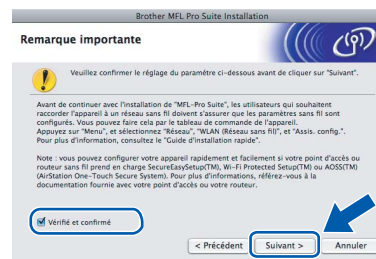 Brother MFL Pro Suite Installation
Remarque importante
Veuillez confirmer le réglage du paramètre ci-dessous avant de cliquer sur "Suivant".
Avant de continuer avec l'installation de "MFL-Pro Suite", les utilisateurs qui souhaitent
raccorder l'appareil à un réseau sans fil doivent s'assurer que les paramètres sans fil sont
configurés. Vous pouvez faire cela par le tableau de commande de l'appareil.
Appuyez sur "Menu", et sélectionnez "Réseau", "WLAN (Réseau sans fil)", et "Assis. config.".
Pour plus d'information, consultez le "Guide d'installation rapide".
Note : vous pouvez configurer votre appareil rapidement et facilement si votre point d'accès ou
routeur sans fil prend en charge SecureEasySetup(TM), Wi-Fi Protected Setup(TM) ou AOSS(TM)
(AirStation One-Touch Secure System). Pour plus d'informations, référez-vous à la
documentation fournie avec votre point d'accès ou votre routeur.
Vérifié et confirmé
< Précédent Suivant > Annuler